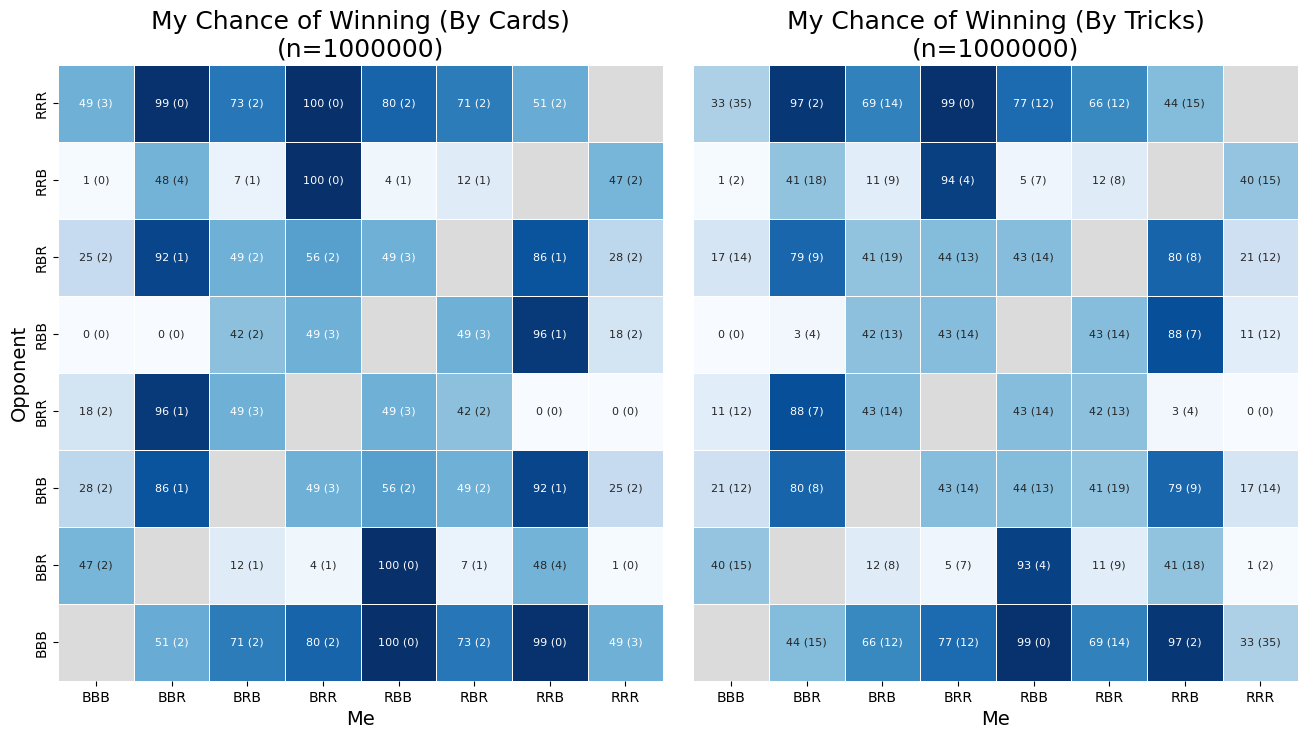 My Chance of Winning (By Cards)
(n=1000000)
My Chance of Winning (By Tricks)
(n=1000000)
Opponent
RRR 49 (3) 99 (0) 73 (2) 100 (0) 80 (2) 71 (2) 51 (2)
RRB 1 (0) 48 (4) 7 (1) 100 (0) 4 (1) 12 (1) 47 (2)
RBR 25 (2) 92 (1) 49 (2) 56 (2) 49 (3) 86 (1) 28 (2)
RBB 0 (0) 0 (0) 42 (2) 49 (3) 49 (3) 96 (1) 18 (2)
BRR 18 (2) 96 (1) 49 (3) 49 (3) 42 (2) 0 (0) 0 (0)
BRB 28 (2) 86 (1) 49 (3) 56 (2) 49 (2) 92 (1) 25 (2)
BBR 47 (2) 12 (1) 4 (1) 100 (0) 7 (1) 48 (4) 1 (0)
BBB 51 (2) 71 (2) 80 (2) 100 (0) 73 (2) 99 (0) 49 (3)
BBB BBR BRB BRR RBB RBR RRB RRR
Me
33 (35) 97 (2) 69 (14) 99 (0) 77 (12) 66 (12) 44 (15)
1 (2) 41 (18) 11 (9) 94 (4) 5 (7) 12 (8) 40 (15)
17 (14) 79 (9) 41 (19) 44 (13) 43 (14) 80 (8) 21 (12)
0 (0) 3 (4) 42 (13) 43 (14) 43 (14) 88 (7) 11 (12)
11 (12) 88 (7) 43 (14) 43 (14) 42 (13) 3 (4) 0 (0)
21 (12) 80 (8) 43 (14) 44 (13) 41 (19) 79 (9) 17 (14)
40 (15) 12 (8) 5 (7) 93 (4) 11 (9) 41 (18) 1 (2)
44 (15) 66 (12) 77 (12) 99 (0) 69 (14) 97 (2) 33 (35)
BBB BBR BRB BRR RBB RBR RRB RRR
Me